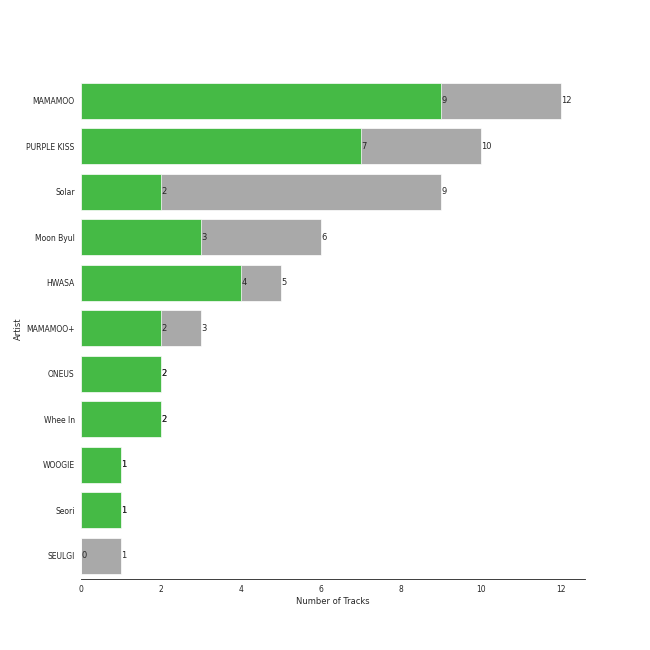 MAMAMOO 9 12
PURPLE KISS 7 10
Solar 2 9
Moon Byul 3 6
HWASA 4 5
MAMAMOO+ 2 3
ONEUS 2
Whee In 2
WOOGIE 1
Seori 1
SEULGI 0 1
Artist
0 2 4 6 8 10 12
Number of Tracks